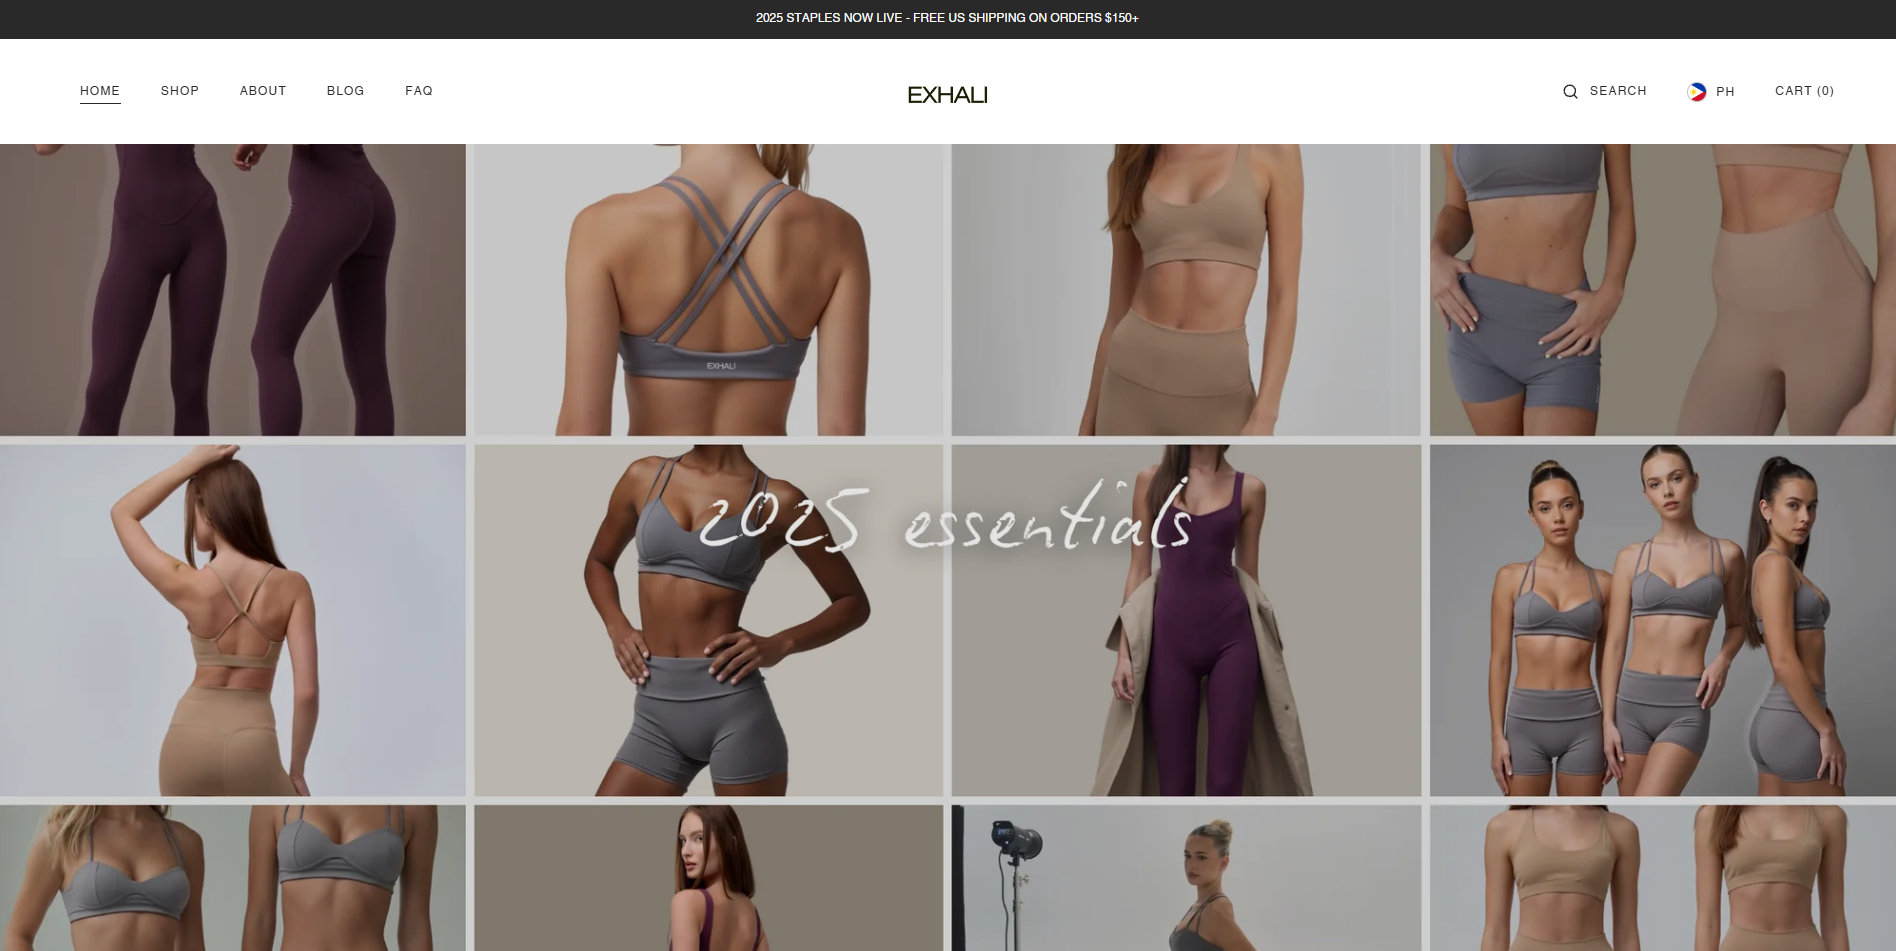 2025 STAPLES NOW LIVE - FREE US SHIPPING ON ORDERS $150+
HOME SHOP ABOUT BLOG FAQ EXHALI SEARCH PH CART (0)
EXHALI
2025 essentials